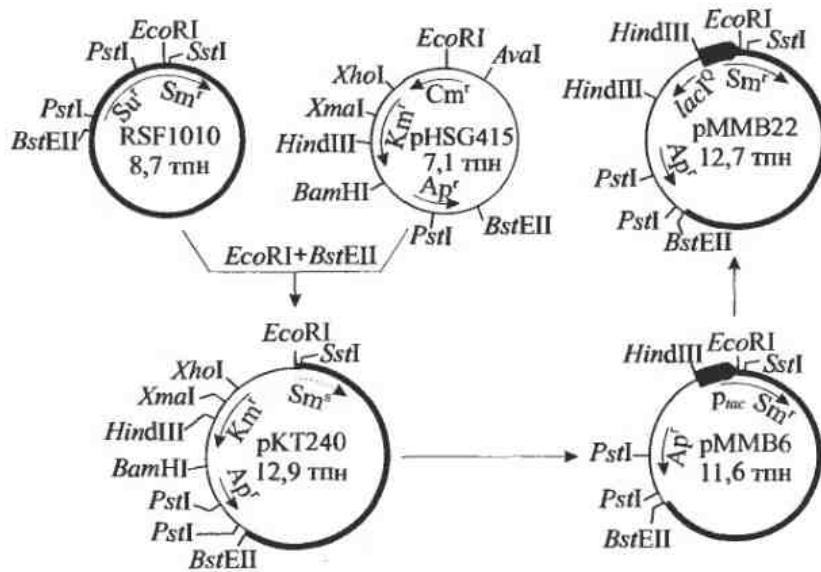 EcoRI
PstI
SstI
Su^r
Sm^r
PstI
BstEII
RSF1010
8,7 тпн
EcoRI
AvaI
XhoI
Cm^r
XmaI
Km^r
HindIII
pHSG415
7,1 тпн
BamHI
Ap^r
PstI
BstEII
HindIII
EcoRI
SstI
HindIII
lacI^Q
Sm^r
pMMB22
12,7 тпн
Ap^r
PstI
PstI
BstEII
EcoRI+BstEII
EcoRI
SstI
XhoI
XmaI
Sm^s
HindIII
Km^r
pKT240
12,9 тпн
BamHI
Ap^r
PstI
PstI
BstEII
HindIII
EcoRI
SstI
Ptac
Sm^r
PstI
Ap^r
pMMB6
11,6 тпн
PstI
BstEII